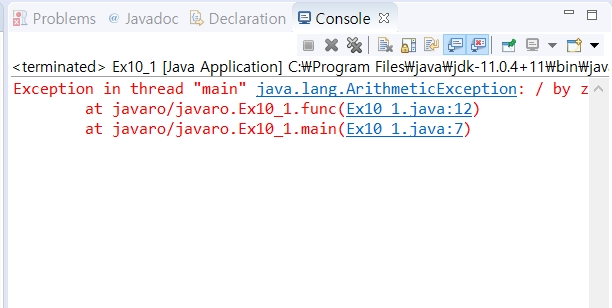 Problems @ Javadoc Declaration Console
<terminated> Ex10_1 [Java Application] C:₩Program Files₩java₩jdk-11.0.4+11₩bin₩jav
Exception in thread "main" java.lang.ArithmeticException: / by z
at javaro/javaro.Ex10_1.func(Ex10_1.java:12)
at javaro/javaro.Ex10_1.main(Ex10_1.java:7)